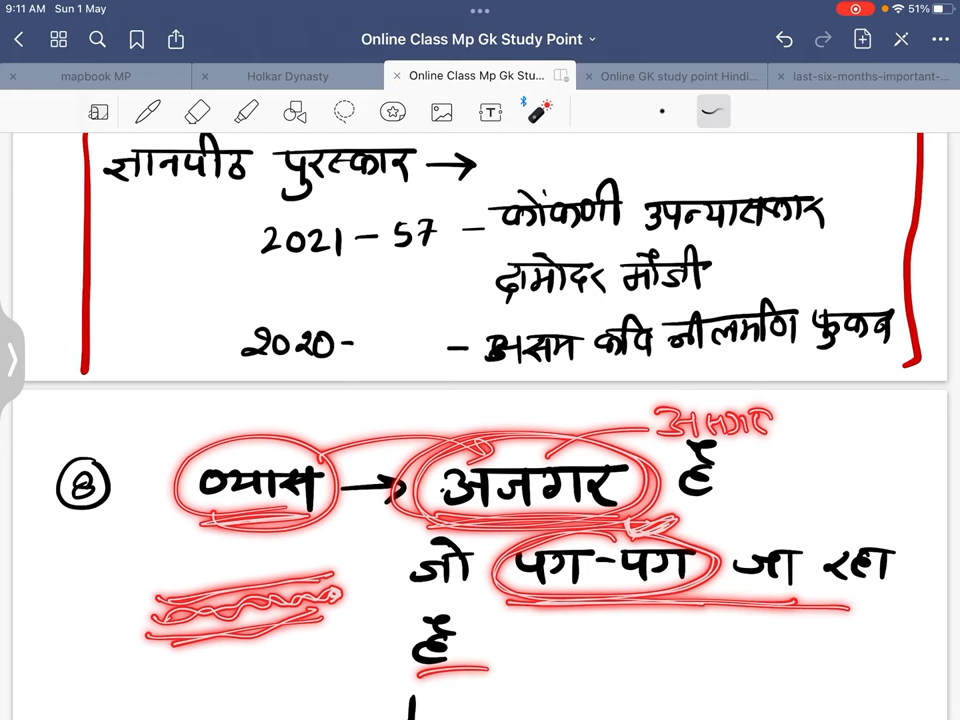 9:11 AM Sun 1 May
51%
Online Class Mp Gk Study Point
mapbook MP
Holkar Dynasty
Online Class Mp Gk Stu...
Online GK study point Hindi...
last-six-months-important-...
ज्ञानपीठ पुरस्कार →
2021 - 57 - कोंकणी उपन्यासकार
दामोदर मौजो
2020 - - असम कवि नीलमणि फुकन
अजगर
8 व्यास → अजगर है
जो पग-पग जा रहा
है